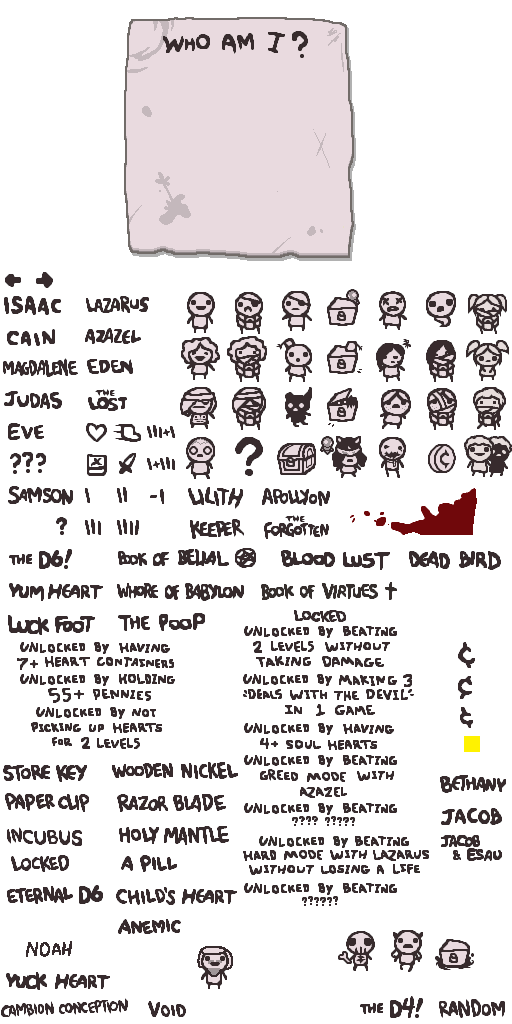 WHO AM I?
ISAAC LAZARUS
CAIN AZAZEL
MAGDALENE EDEN
JUDAS THE LOST
EVE III+I
??? I+III
?
SAMSON I II -I LILITH APOLLYON
? III IIII KEEPER THE FORGOTTEN
THE D6! BOOK OF BELIAL BLOOD LUST DEAD BIRD
YUM HEART WHORE OF BABYLON BOOK OF VIRTUES
LUCK FOOT THE POOP
UNLOCKED BY HAVING
7+ HEART CONTAINERS
UNLOCKED BY HOLDING
55+ PENNIES
UNLOCKED BY NOT
PICKING UP HEARTS
FOR 2 LEVELS
LOCKED
UNLOCKED BY BEATING
2 LEVELS WITHOUT
TAKING DAMAGE
UNLOCKED BY MAKING 3
"DEALS WITH THE DEVIL"
IN 1 GAME
UNLOCKED BY HAVING
4+ SOUL HEARTS
UNLOCKED BY BEATING
GREED MODE WITH
AZAZEL
UNLOCKED BY BEATING
???? ?????
UNLOCKED BY BEATING
HARD MODE WITH LAZARUS
WITHOUT LOSING A LIFE
UNLOCKED BY BEATING
??????
¢
¢
¢
STORE KEY WOODEN NICKEL
PAPER CLIP RAZOR BLADE
INCUBUS HOLY MANTLE
LOCKED A PILL
ETERNAL D6 CHILD'S HEART
ANEMIC
BETHANY
JACOB
JACOB
& ESAU
NOAH
YUCK HEART
CAMBION CONCEPTION VOID THE D4! RANDOM